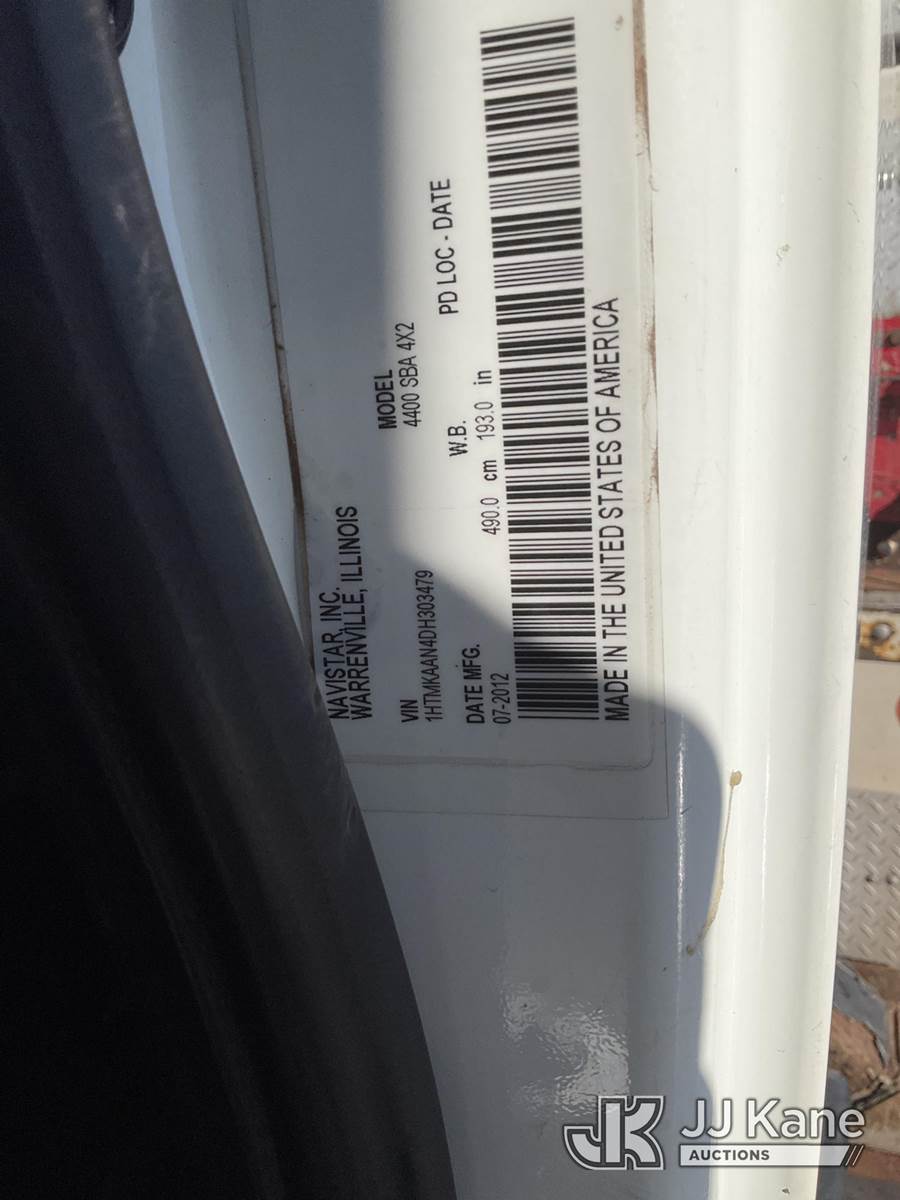 NAVISTAR, INC.
WARRENVILLE, ILLINOIS
MODEL
4400 SBA 4X2
VIN
1HTMKAAN4DH303479
W.B.
PD LOC - DATE
DATE MFG.
07-2012
490.0 cm 193.0 in
MADE IN THE UNITED STATES OF AMERICA
JK
JJ Kane
AUCTIONS